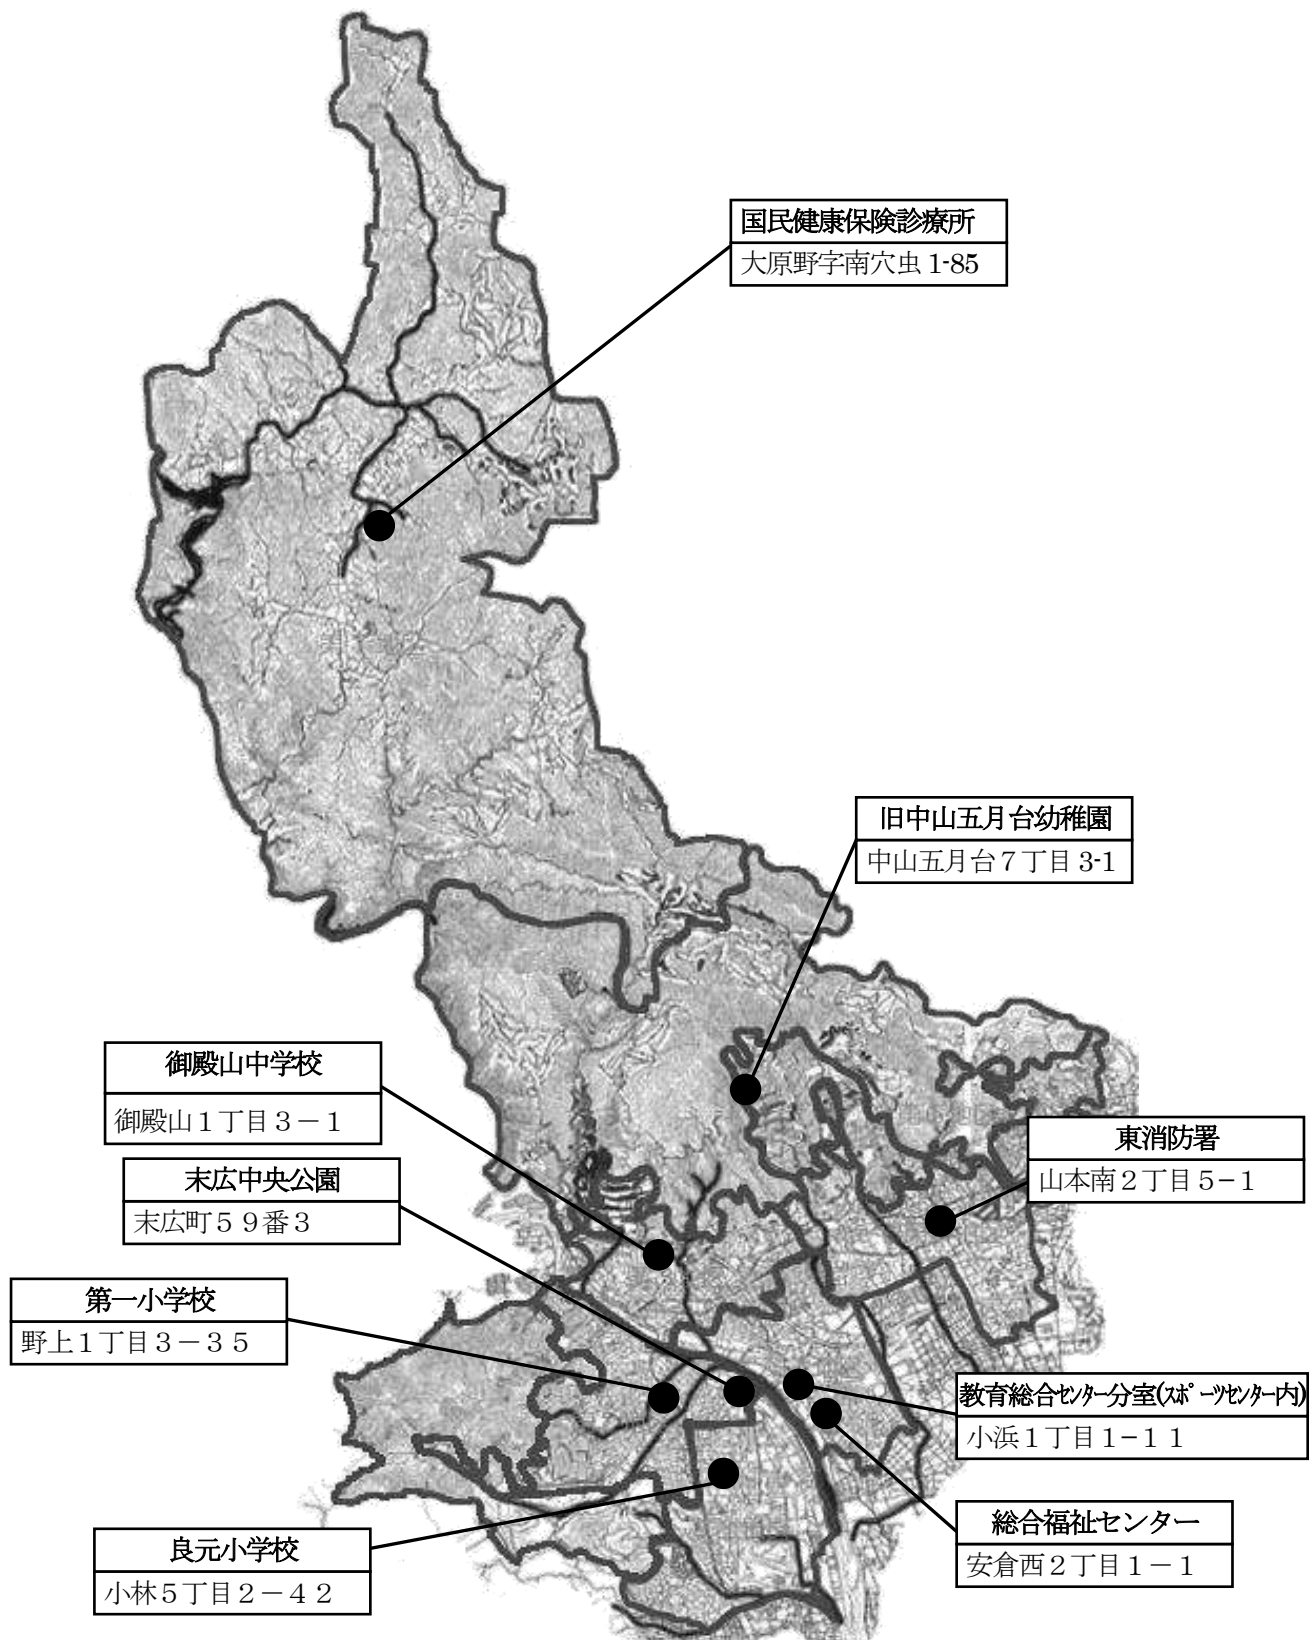 国民健康保険診療所
大原野字南穴虫 1-85
旧中山五月台幼稚園
中山五月台７丁目 3-1
御殿山中学校
御殿山１丁目３－１
東消防署
山本南２丁目５−１
末広中央公園
末広町５９番３
第一小学校
野上１丁目３－３５
教育総合ｾﾝﾀｰ分室(ｽﾎﾟｰﾂｾﾝﾀｰ内)
小浜１丁目１−１１
総合福祉センター
安倉西２丁目１－１
良元小学校
小林５丁目２－４２